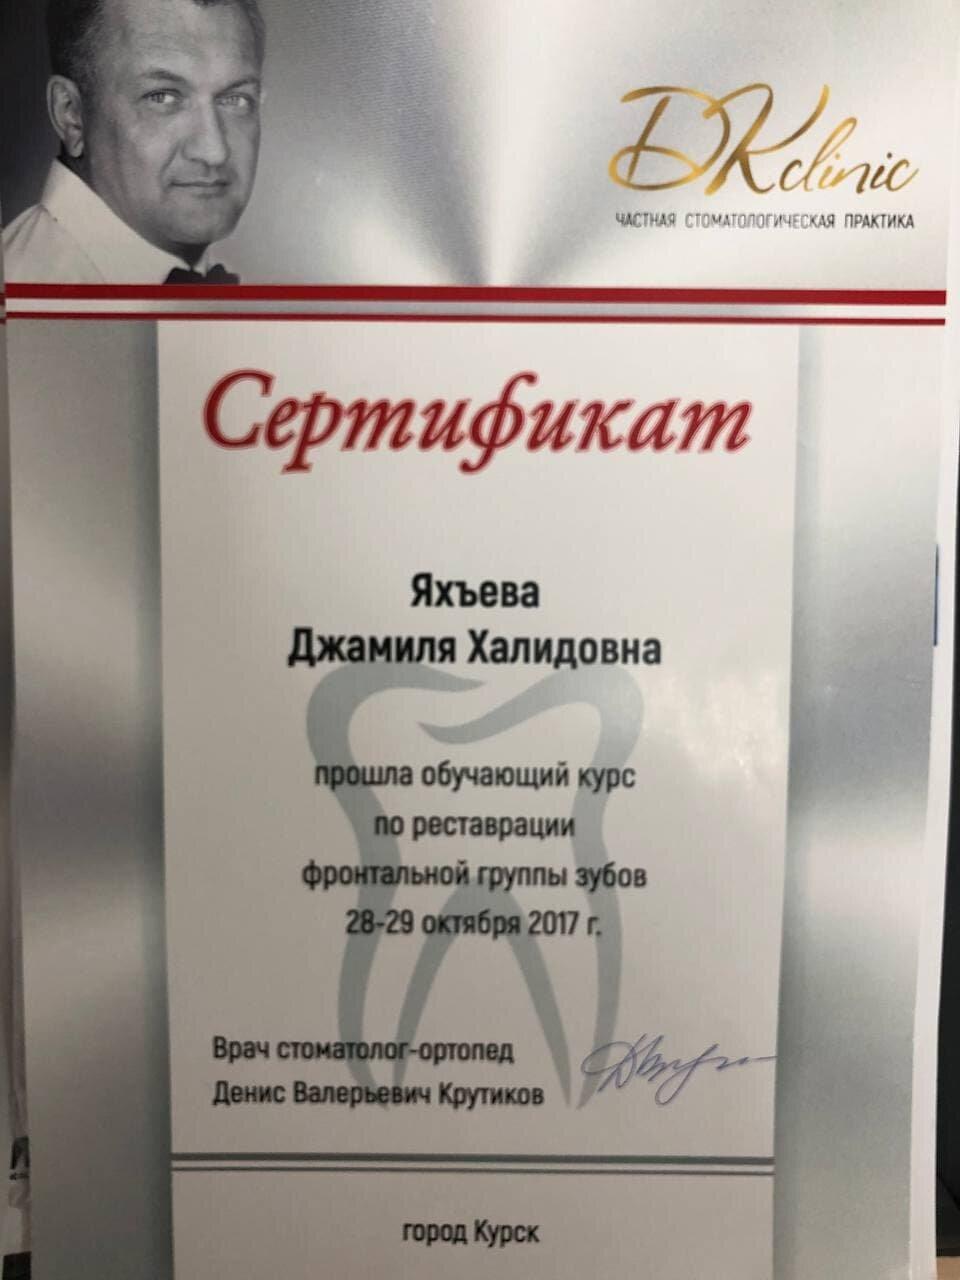 DKclinic
ЧАСТНАЯ СТОМАТОЛОГИЧЕСКАЯ ПРАКТИКА
Сертификат
Яхъева
Джамиля Халидовна
прошла обучающий курс
по реставрации
фронтальной группы зубов
28-29 октября 2017 г.
Врач стоматолог-ортопед
Денис Валерьевич Крутиков
город Курск